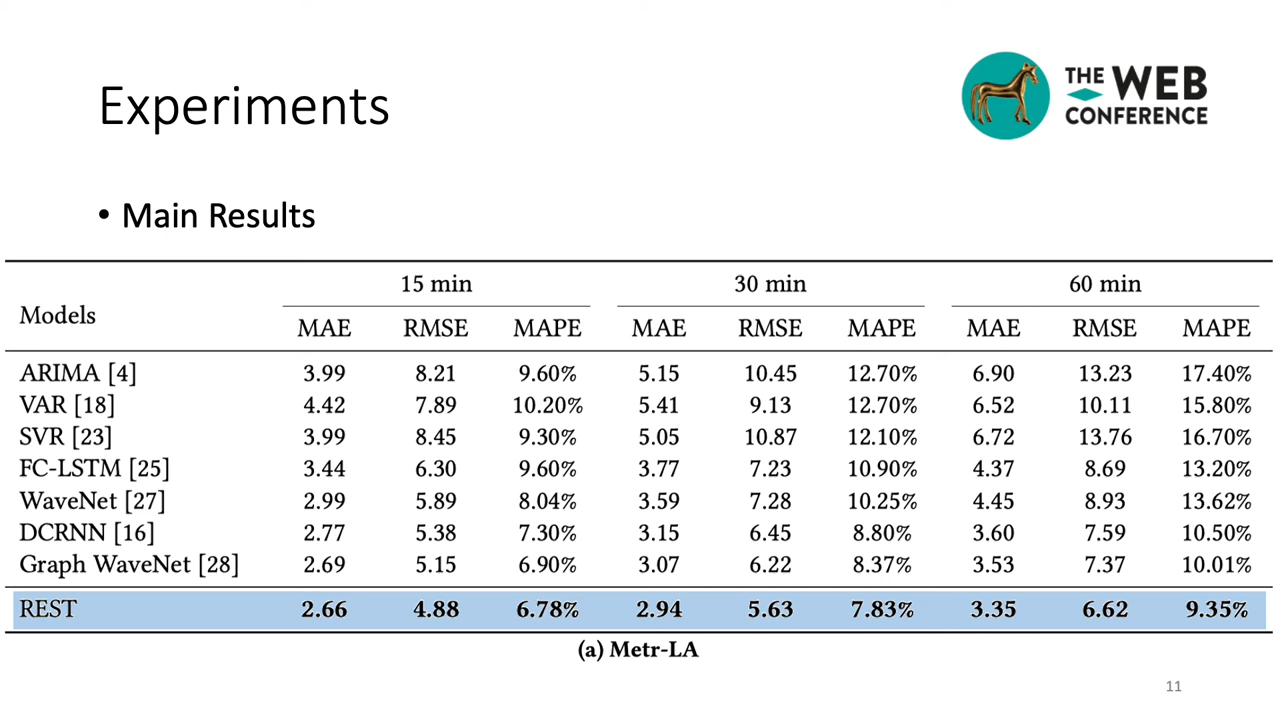 THE WEB
CONFERENCE
Experiments
• Main Results
Models 15 min 30 min 60 min
MAE RMSE MAPE MAE RMSE MAPE MAE RMSE MAPE
ARIMA [4] 3.99 8.21 9.60% 5.15 10.45 12.70% 6.90 13.23 17.40%
VAR [18] 4.42 7.89 10.20% 5.41 9.13 12.70% 6.52 10.11 15.80%
SVR [23] 3.99 8.45 9.30% 5.05 10.87 12.10% 6.72 13.76 16.70%
FC-LSTM [25] 3.44 6.30 9.60% 3.77 7.23 10.90% 4.37 8.69 13.20%
WaveNet [27] 2.99 5.89 8.04% 3.59 7.28 10.25% 4.45 8.93 13.62%
DCRNN [16] 2.77 5.38 7.30% 3.15 6.45 8.80% 3.60 7.59 10.50%
Graph WaveNet [28] 2.69 5.15 6.90% 3.07 6.22 8.37% 3.53 7.37 10.01%
REST 2.66 4.88 6.78% 2.94 5.63 7.83% 3.35 6.62 9.35%
(a) Metr-LA
11